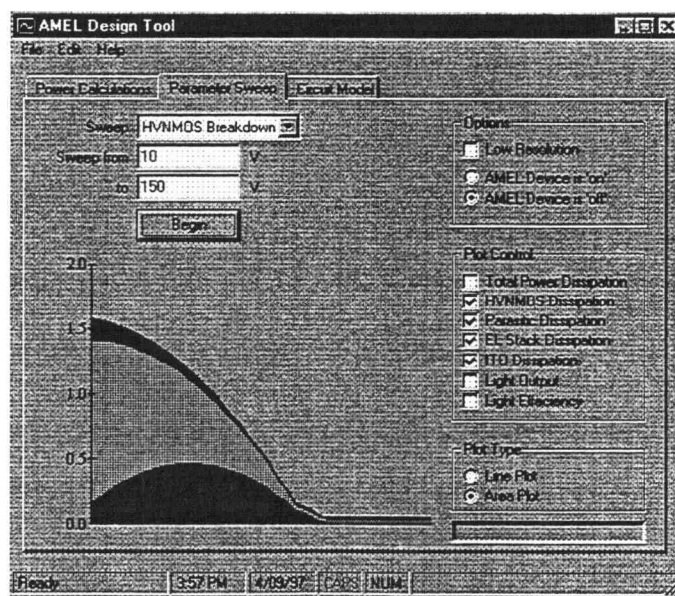 AMEL Design Tool
File Edit Help
Power Calculations Parameter Sweep Circuit Model
Sweep HVNMOS Breakdown
Sweep from 10 V
to 150 V
Begin
Options
Low Resolution
AMEL Device is 'on'
AMEL Device is 'off'
Plot Control
Total Power Dissipation
HVNMOS Dissipation
Parasitic Dissipation
EL Stack Dissipation
ITO Dissipation
Light Output
Light Effeciency
Plot Type
Line Plot
Area Plot
2.0
1.5
1.0
0.5
0.0
Ready 3:57 PM 4/09/97 CAPS NUM